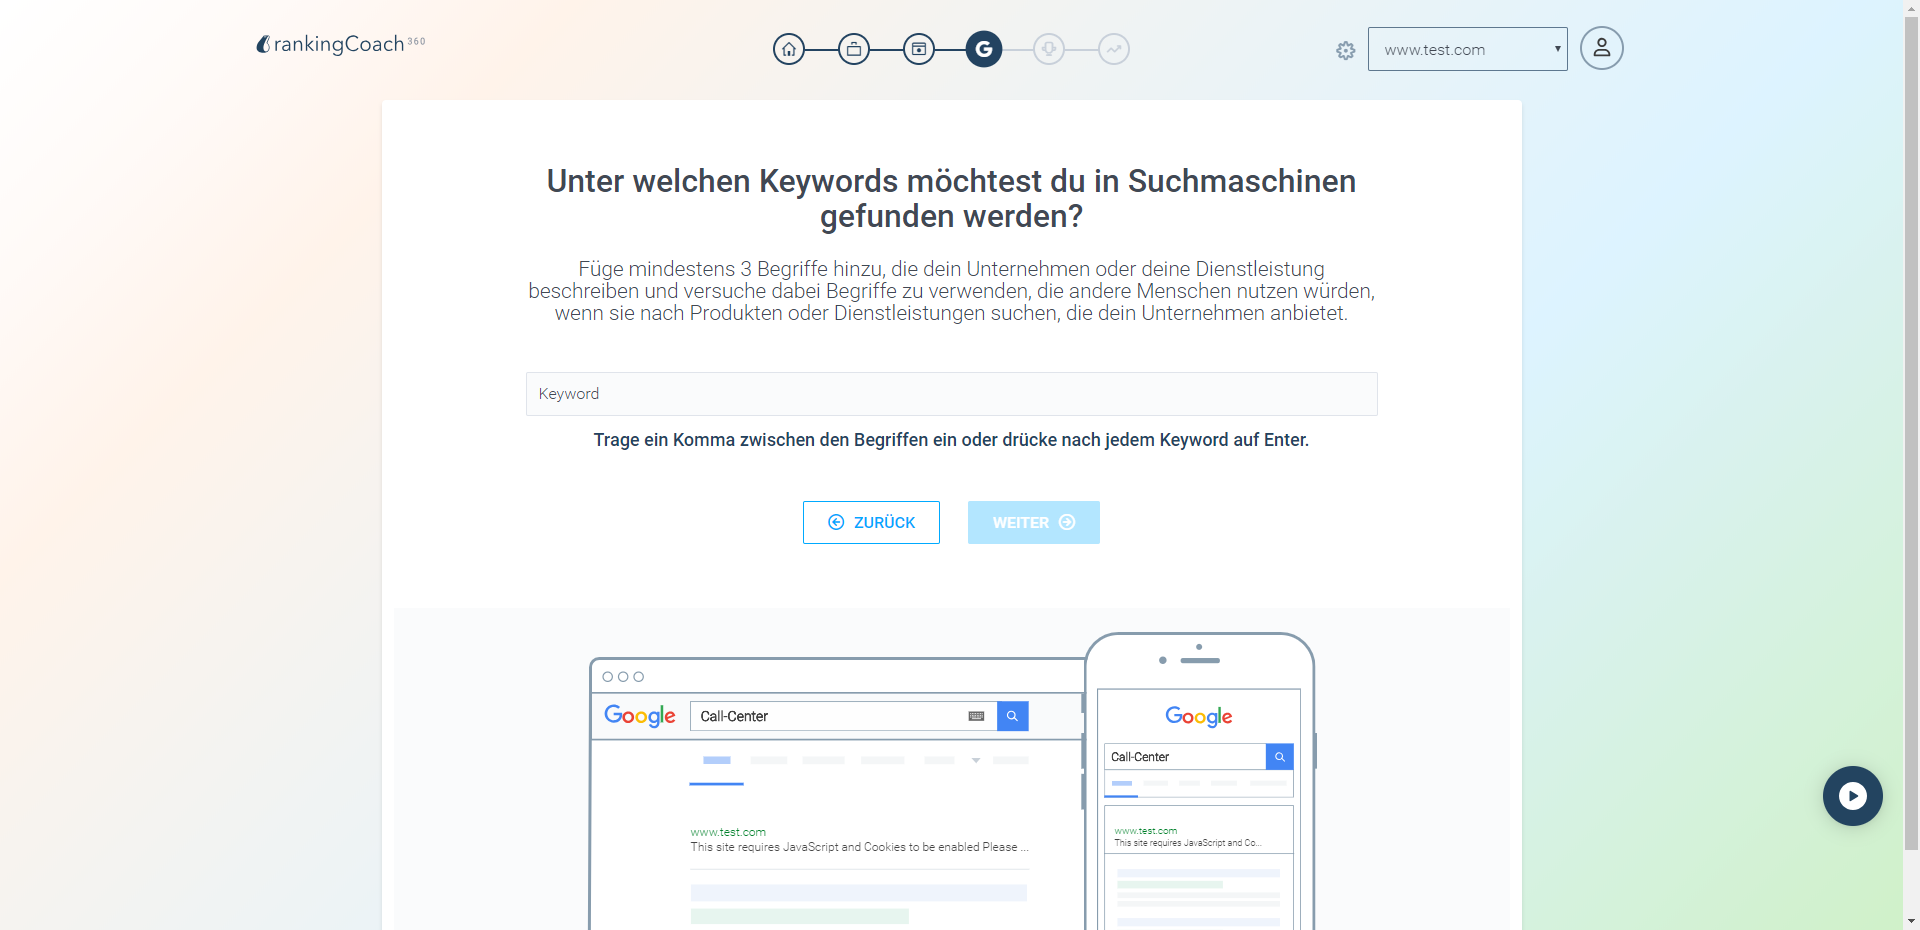 rankingCoach 360
G
www.test.com
Unter welchen Keywords möchtest du in Suchmaschinen
gefunden werden?
Füge mindestens 3 Begriffe hinzu, die dein Unternehmen oder deine Dienstleistung
beschreiben und versuche dabei Begriffe zu verwenden, die andere Menschen nutzen würden,
wenn sie nach Produkten oder Dienstleistungen suchen, die dein Unternehmen anbietet.
Keyword
Trage ein Komma zwischen den Begriffen ein oder drücke nach jedem Keyword auf Enter.
ZURÜCK
WEITER
Google
Call-Center
www.test.com
This site requires JavaScript and Cookies to be enabled Please ...
Google
Call-Center
www.test.com
This site requires JavaScript and Co...